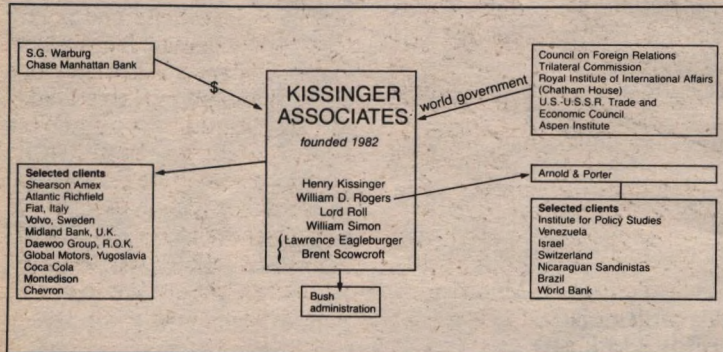 S.G. Warburg
Chase Manhattan Bank
$
KISSINGER
ASSOCIATES
founded 1982
Henry Kissinger
William D. Rogers
Lord Roll
William Simon
Lawrence Eagleburger
Brent Scowcroft
world government
Council on Foreign Relations
Trilateral Commission
Royal Institute of International Affairs
(Chatham House)
U.S.-U.S.S.R. Trade and
Economic Council
Aspen Institute
Selected clients
Shearson Amex
Atlantic Richfield
Fiat, Italy
Volvo, Sweden
Midland Bank, U.K.
Daewoo Group, R.O.K.
Global Motors, Yugoslavia
Coca Cola
Montedison
Chevron
Arnold & Porter
Selected clients
Institute for Policy Studies
Venezuela
Israel
Switzerland
Nicaraguan Sandinistas
Brazil
World Bank
Bush
administration